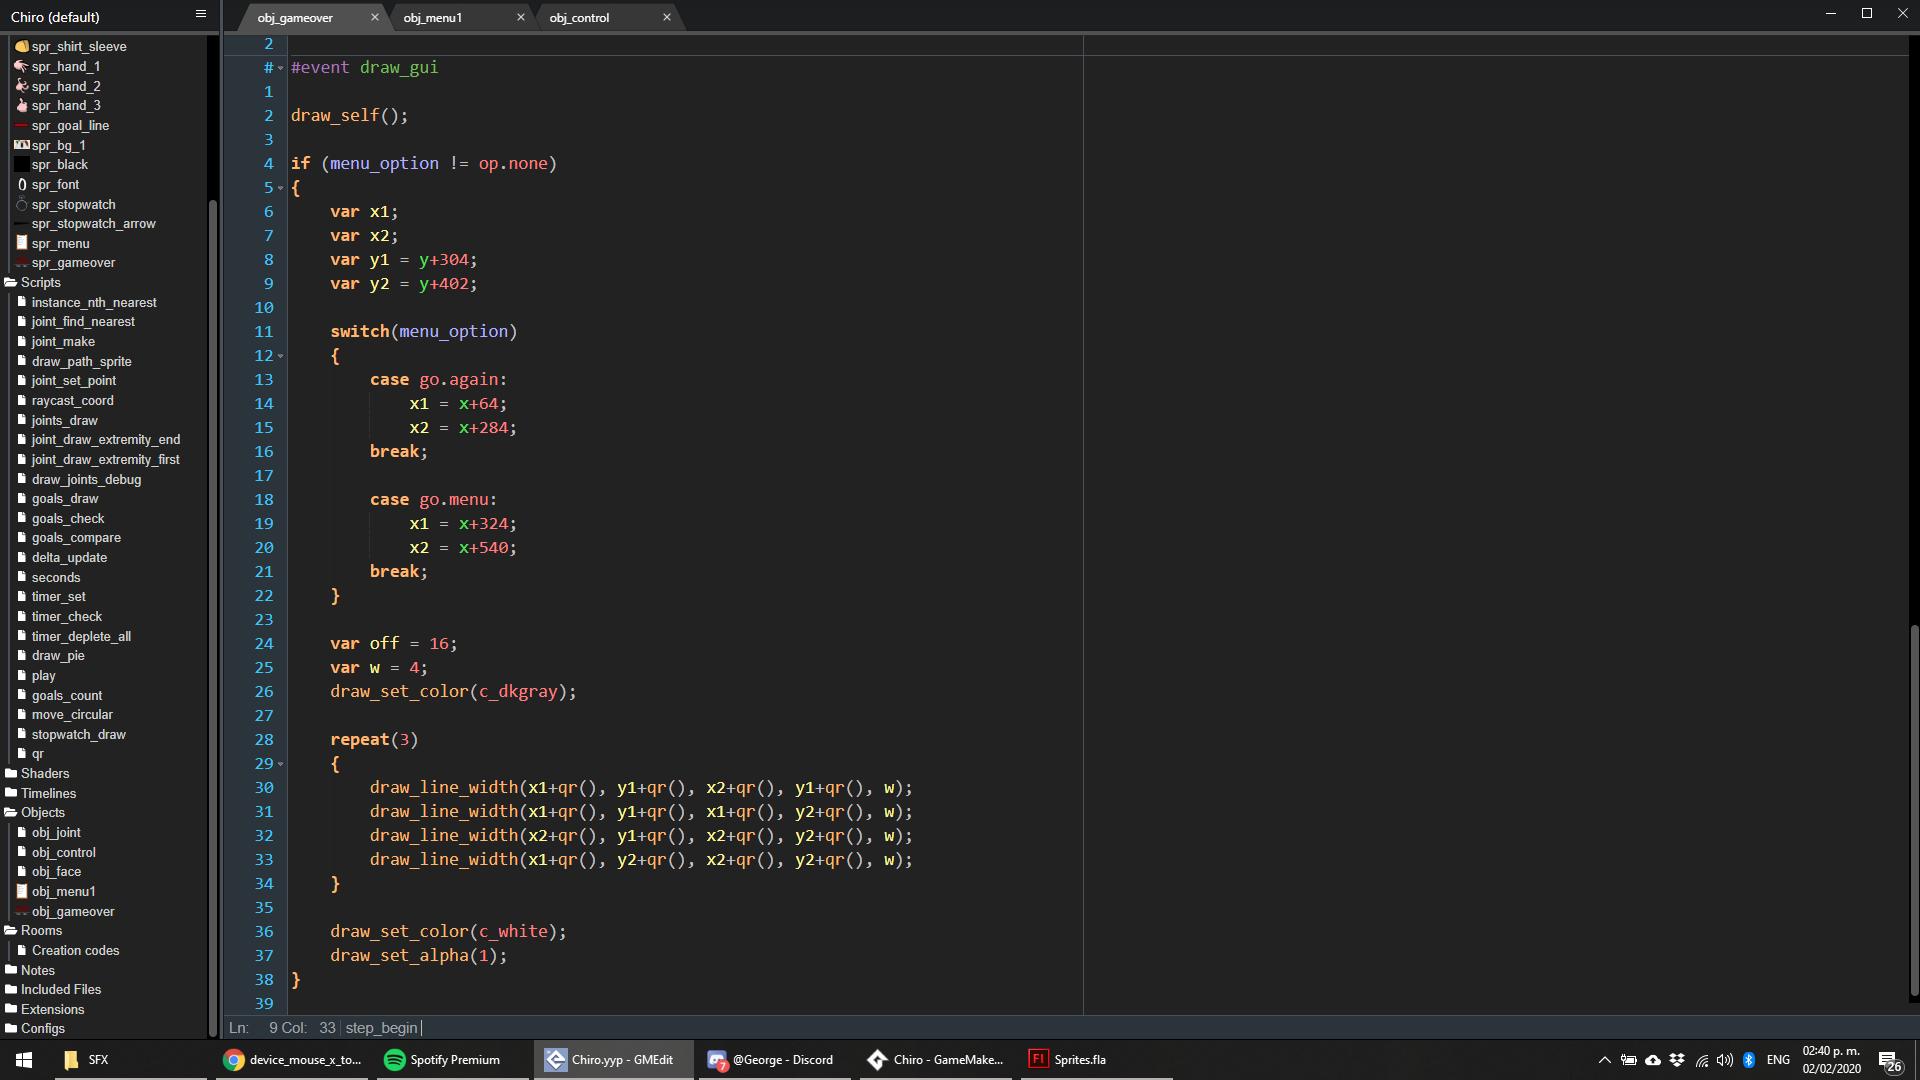 Chiro (default)
obj_gameover
obj_menu1
obj_control
spr_shirt_sleeve
spr_hand_1
spr_hand_2
spr_hand_3
spr_goal_line
spr_bg_1
spr_black
spr_font
spr_stopwatch
spr_stopwatch_arrow
spr_menu
spr_gameover
Scripts
instance_nth_nearest
joint_find_nearest
joint_make
draw_path_sprite
joint_set_point
raycast_coord
joints_draw
joint_draw_extremity_end
joint_draw_extremity_first
draw_joints_debug
goals_draw
goals_check
goals_compare
delta_update
seconds
timer_set
timer_check
timer_deplete_all
draw_pie
play
goals_count
move_circular
stopwatch_draw
qr
Shaders
Timelines
Objects
obj_joint
obj_control
obj_face
obj_menu1
obj_gameover
Rooms
Creation codes
Notes
Included Files
Extensions
Configs
2
# #event draw_gui
1
2 draw_self();
3
4 if (menu_option != op.none)
5 {
6 var x1;
7 var x2;
8 var y1 = y+304;
9 var y2 = y+402;
10
11 switch(menu_option)
12 {
13 case go.again:
14 x1 = x+64;
15 x2 = x+284;
16 break;
17
18 case go.menu:
19 x1 = x+324;
20 x2 = x+540;
21 break;
22 }
23
24 var off = 16;
25 var w = 4;
26 draw_set_color(c_dkgray);
27
28 repeat(3)
29 {
30 draw_line_width(x1+qr(), y1+qr(), x2+qr(), y1+qr(), w);
31 draw_line_width(x1+qr(), y1+qr(), x1+qr(), y2+qr(), w);
32 draw_line_width(x2+qr(), y1+qr(), x2+qr(), y2+qr(), w);
33 draw_line_width(x1+qr(), y2+qr(), x2+qr(), y2+qr(), w);
34 }
35
36 draw_set_color(c_white);
37 draw_set_alpha(1);
38 }
39
Ln: 9 Col: 33 step_begin
SFX
device_mouse_x_to...
Spotify Premium
Chiro.yyp - GMEdit
7
@George - Discord
Chiro - GameMake...
Fl
Sprites.fla
ENG
02:40 p. m.
02/02/2020
26